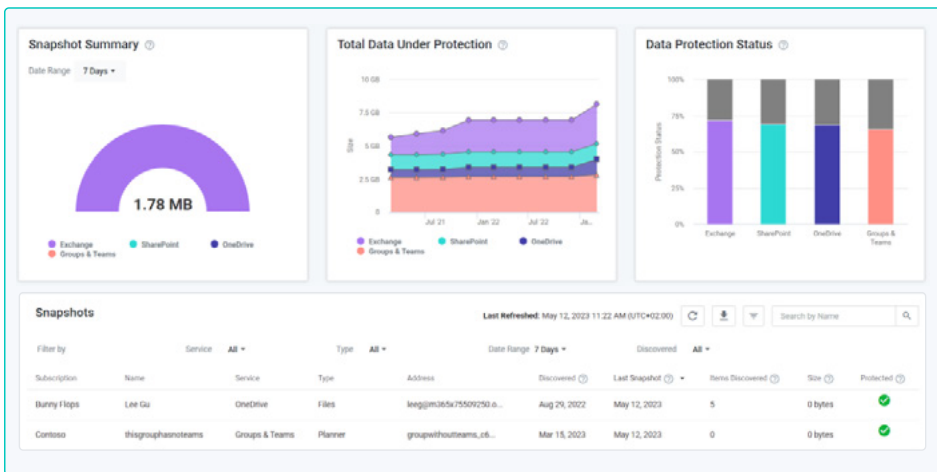 Snapshot Summary
Date Range 7 Days
1.78 MB
Exchange SharePoint OneDrive
Groups & Teams
Total Data Under Protection
10 GB
7.5 GB
5 GB
2.5 GB
0
Size
Jul '21 Jan '22 Jul '22 Ja...
Exchange SharePoint OneDrive
Groups & Teams
Data Protection Status
100%
75%
50%
25%
0%
Protection Status
Exchange SharePoint OneDrive Groups & Teams
Snapshots
Last Refreshed: May 12, 2023 11:22 AM (UTC+02:00) Search by Name
Filter by Service All Type All Date Range 7 Days Discovered All
Subscription Name Service Type Address Discovered Last Snapshot Items Discovered Size Protected
Bunny Flops Lee Gu OneDrive Files leeg@m365x75509250.o... Aug 29, 2022 May 12, 2023 5 0 bytes
Contoso thisgrouphasnoteams Groups & Teams Planner groupwithoutteams_c6... Mar 15, 2023 May 12, 2023 0 0 bytes